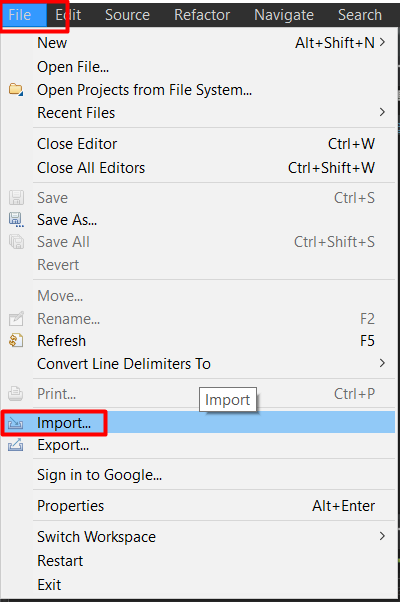 File Edit Source Refactor Navigate Search
New Alt+Shift+N >
Open File...
Open Projects from File System...
Recent Files >
Close Editor Ctrl+W
Close All Editors Ctrl+Shift+W
Save Ctrl+S
Save As...
Save All Ctrl+Shift+S
Revert
Move...
Rename... F2
Refresh F5
Convert Line Delimiters To >
Print... Ctrl+P
Import
Import...
Export...
Sign in to Google...
Properties Alt+Enter
Switch Workspace >
Restart
Exit